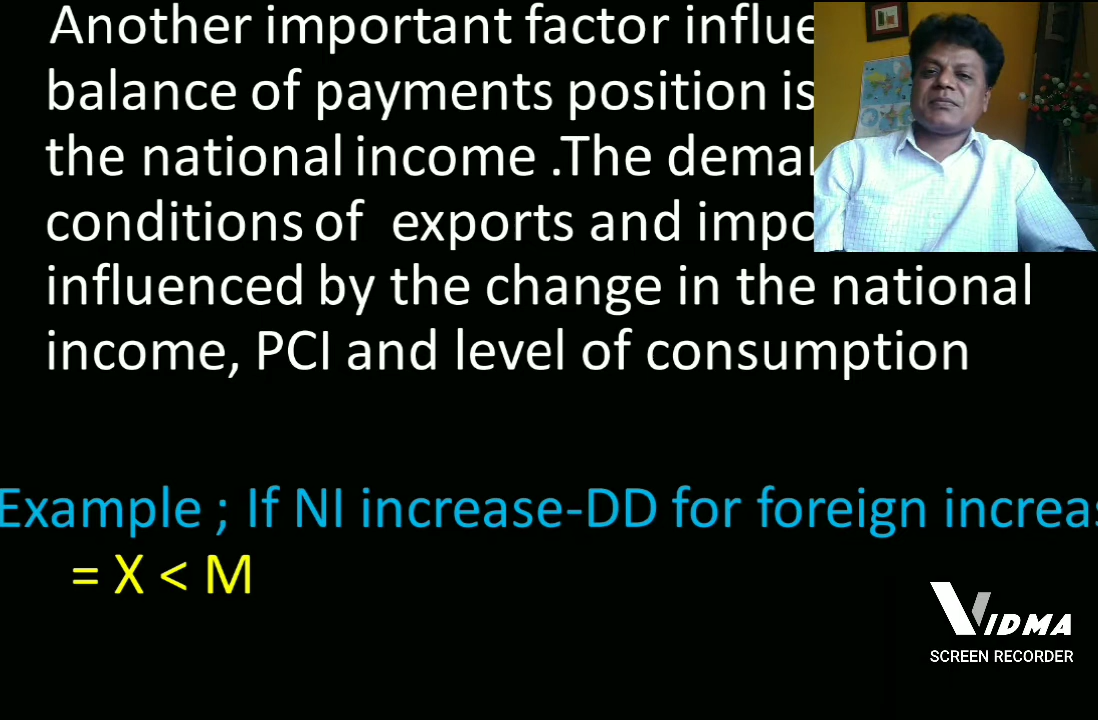 Another important factor influe
balance of payments position is
the national income .The demar
conditions of exports and impo
influenced by the change in the national
income, PCI and level of consumption
Example ; If NI increase-DD for foreign increas
= X < M
VIDMA
SCREEN RECORDER